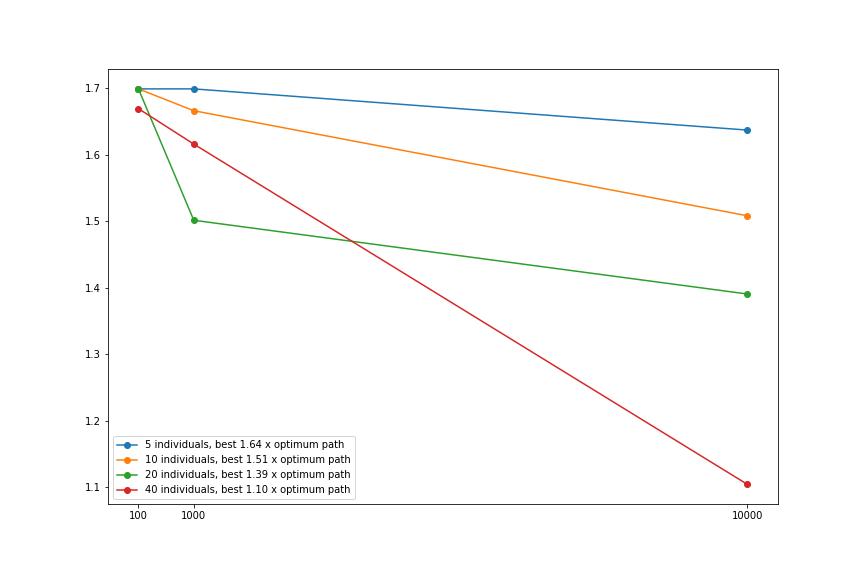 1.7
1.6
1.5
1.4
1.3
1.2
1.1
5 individuals, best 1.64 x optimum path
10 individuals, best 1.51 x optimum path
20 individuals, best 1.39 x optimum path
40 individuals, best 1.10 x optimum path
100 1000 10000